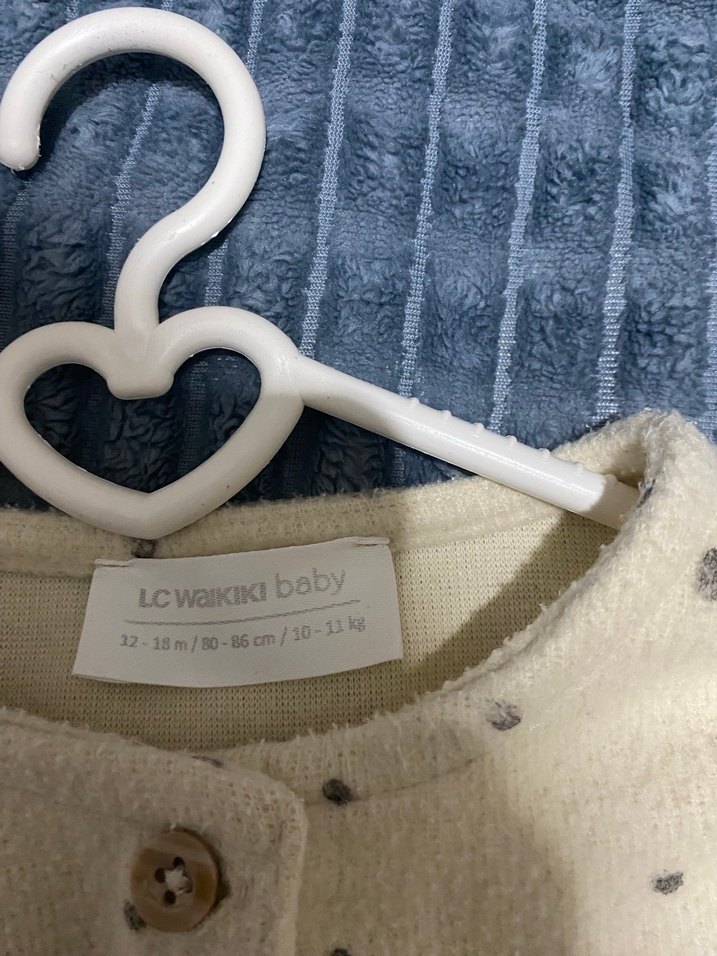 LC WAIKIKI baby
12 - 18 m / 80 - 86 cm / 10 - 11 kg